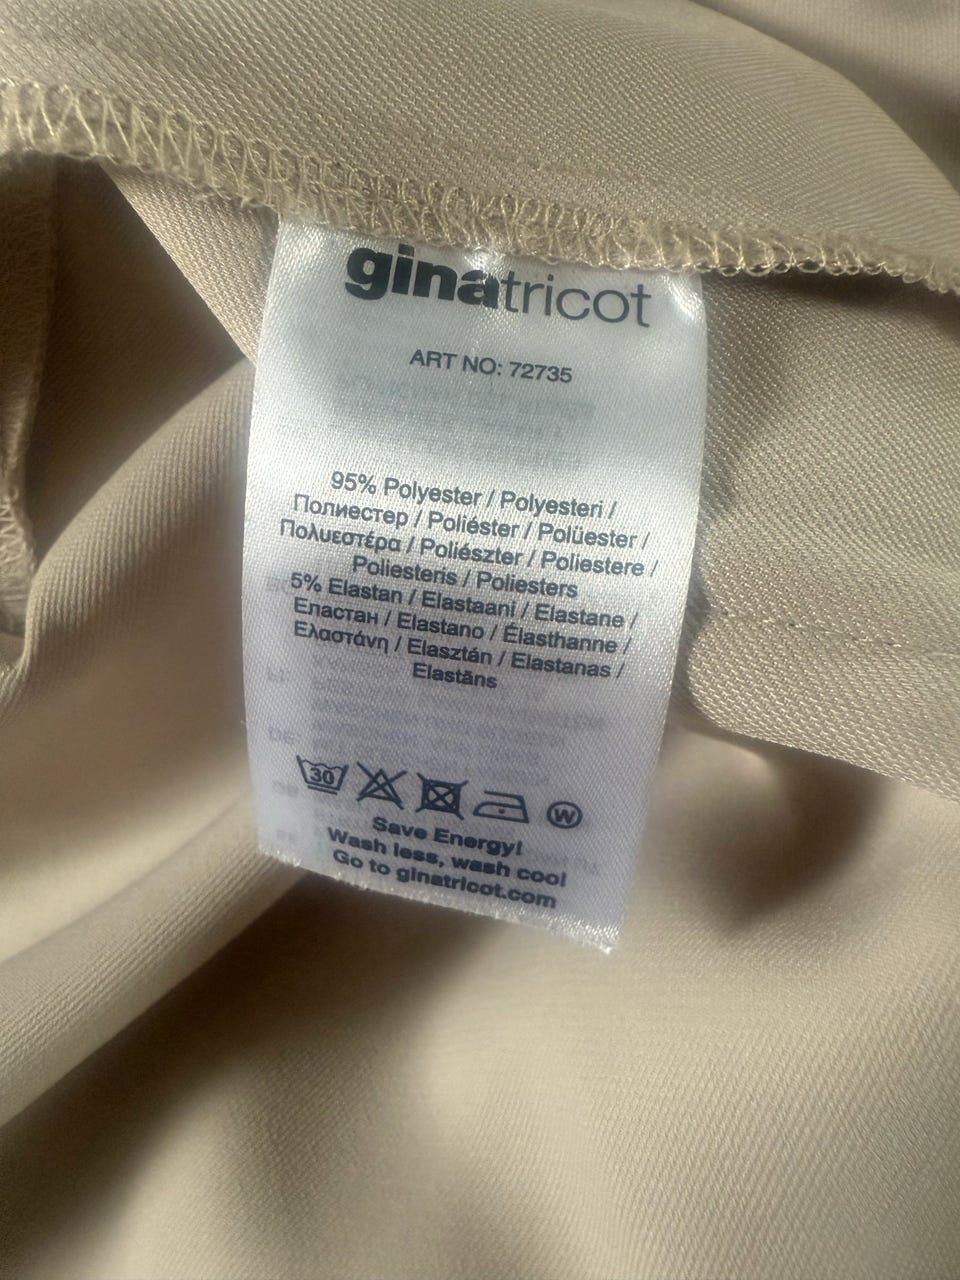 ginatricot
ART NO: 72735
95% Polyester / Polyesteri /
Полиестер / Poliéster / Polüester /
Πολυεστέρα / Poliészter / Poliestere /
Poliesteris / Poliesters
5% Elastan / Elastaani / Elastane /
Еластан / Elastano / Élasthanne /
Ελαστάνη / Elasztán / Elastanas /
Elastāns
30
W
Save Energy!
Wash less, wash cool
Go to ginatricot.com